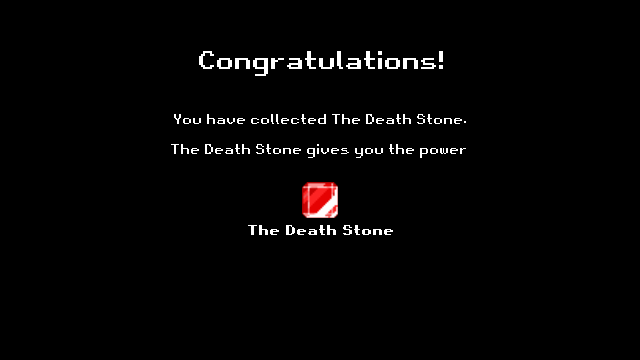 Congratulations!
You have collected The Death Stone.
The Death Stone gives you the power
The Death Stone